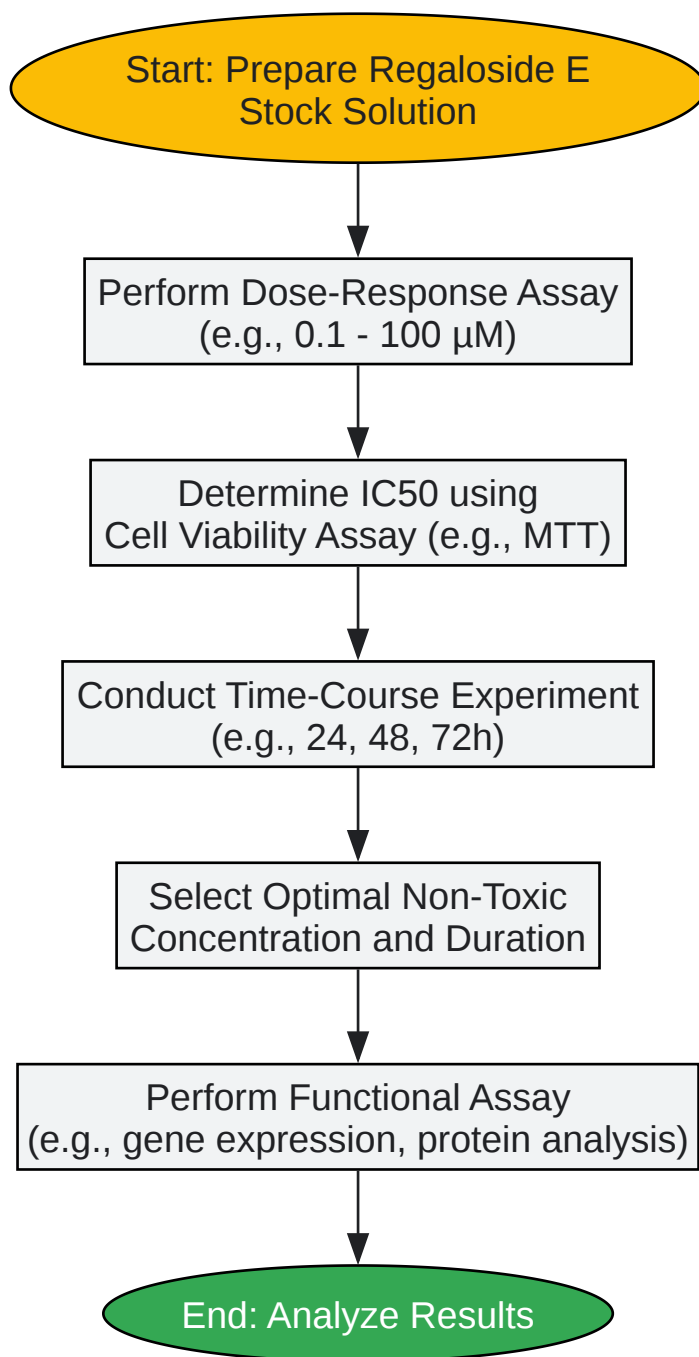 Start: Prepare Regaloside E
Stock Solution
Perform Dose-Response Assay
(e.g., 0.1 - 100 µM)
Determine IC50 using
Cell Viability Assay (e.g., MTT)
Conduct Time-Course Experiment
(e.g., 24, 48, 72h)
Select Optimal Non-Toxic
Concentration and Duration
Perform Functional Assay
(e.g., gene expression, protein analysis)
End: Analyze Results